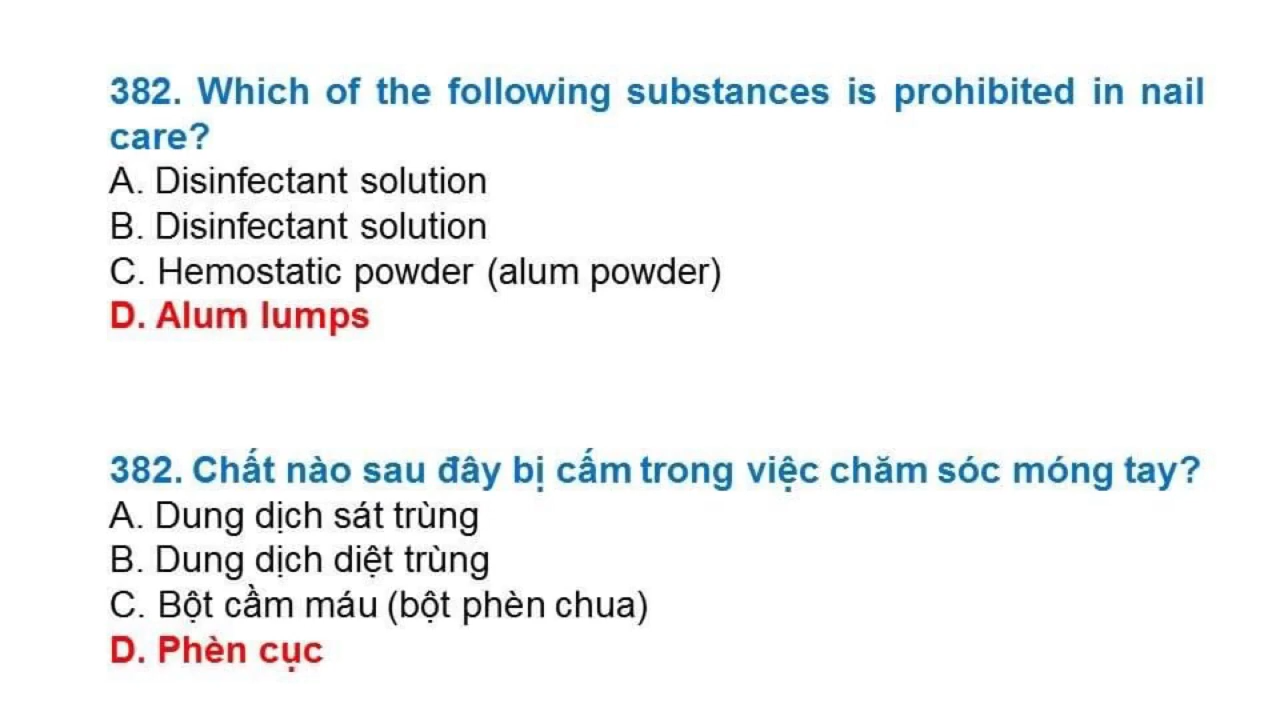 382. Which of the following substances is prohibited in nail
care?
A. Disinfectant solution
B. Disinfectant solution
C. Hemostatic powder (alum powder)
D. Alum lumps
382. Chất nào sau đây bị cấm trong việc chăm sóc móng tay?
A. Dung dịch sát trùng
B. Dung dịch diệt trùng
C. Bột cầm máu (bột phèn chua)
D. Phèn cục